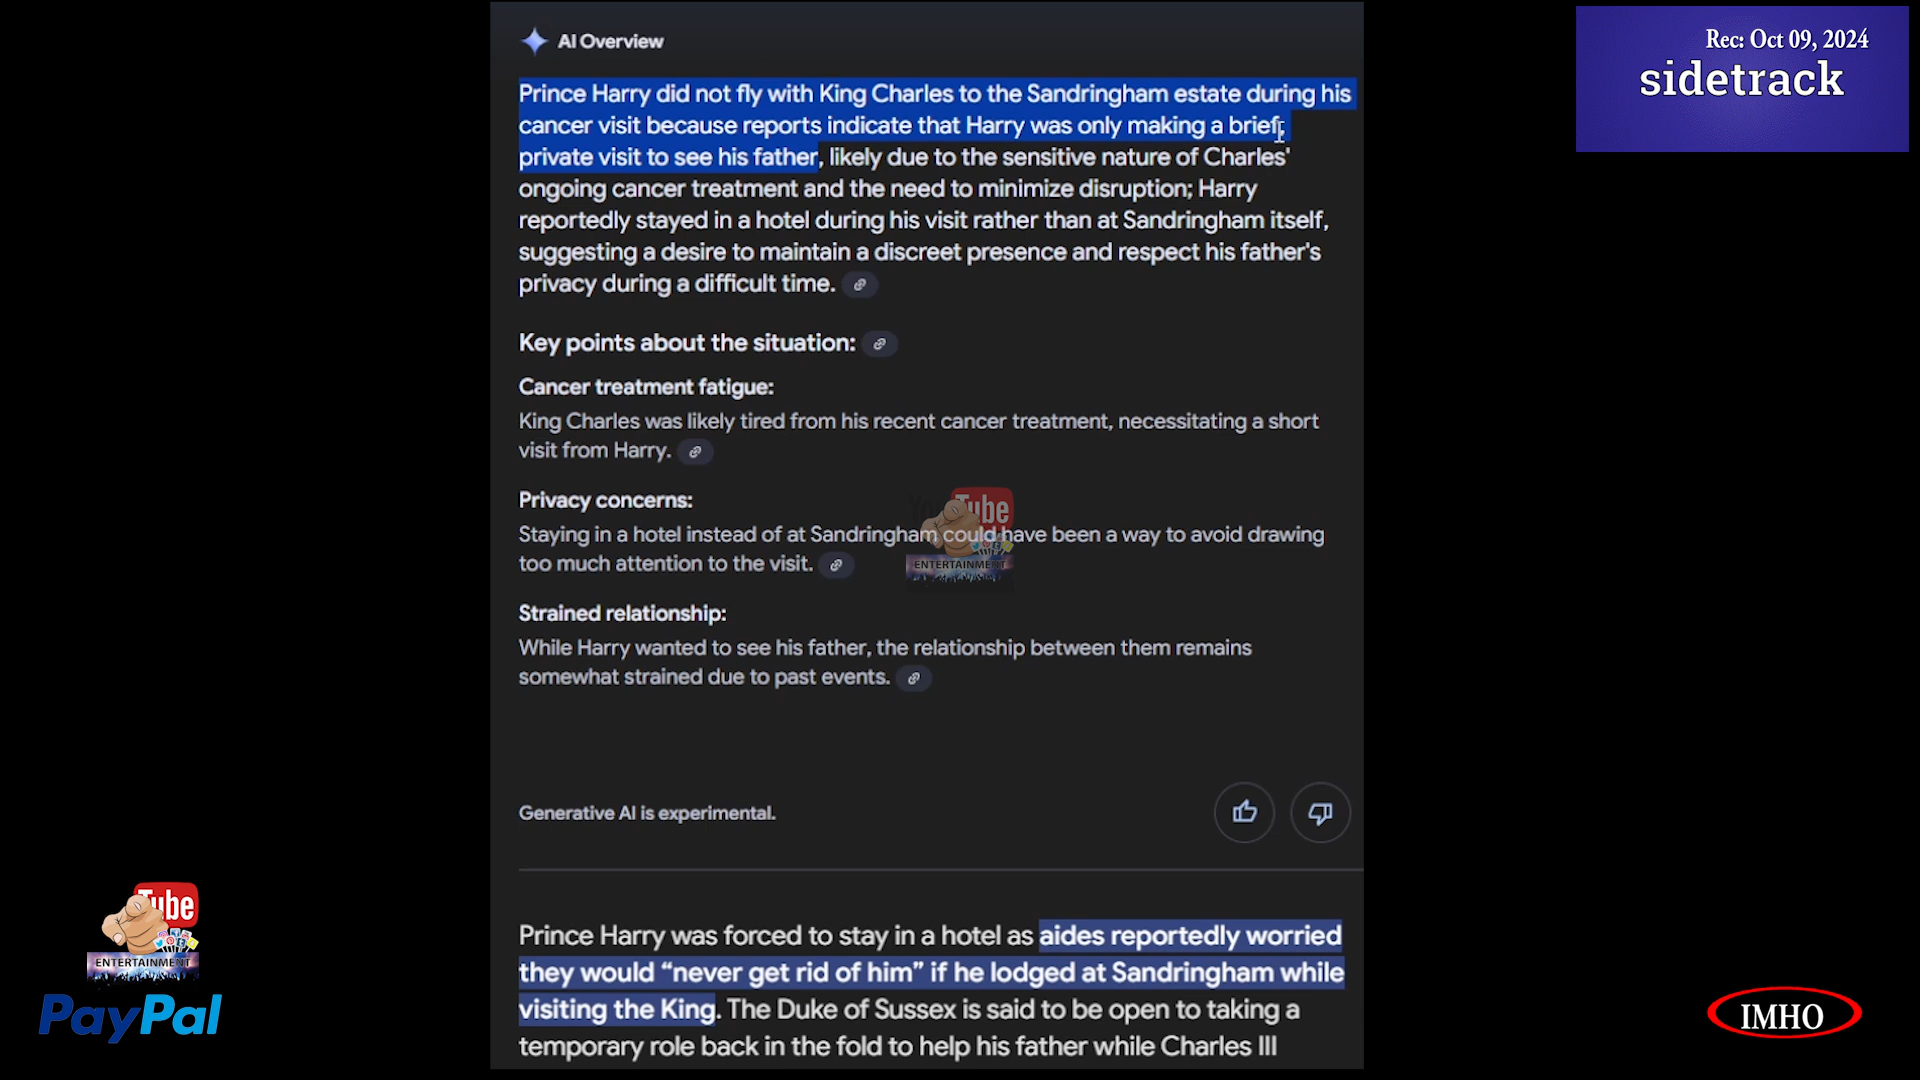 AI Overview
Rec: Oct 09, 2024
sidetrack
Prince Harry did not fly with King Charles to the Sandringham estate during his
cancer visit because reports indicate that Harry was only making a brief,
private visit to see his father, likely due to the sensitive nature of Charles'
ongoing cancer treatment and the need to minimize disruption; Harry
reportedly stayed in a hotel during his visit rather than at Sandringham itself,
suggesting a desire to maintain a discreet presence and respect his father's
privacy during a difficult time.
Key points about the situation:
Cancer treatment fatigue:
King Charles was likely tired from his recent cancer treatment, necessitating a short
visit from Harry.
Privacy concerns:
Staying in a hotel instead of at Sandringham could have been a way to avoid drawing
too much attention to the visit.
YouTube
ENTERTAINMENT
Strained relationship:
While Harry wanted to see his father, the relationship between them remains
somewhat strained due to past events.
Generative AI is experimental.
Prince Harry was forced to stay in a hotel as aides reportedly worried
they would “never get rid of him” if he lodged at Sandringham while
visiting the King. The Duke of Sussex is said to be open to taking a
temporary role back in the fold to help his father while Charles III
Tube
ENTERTAINMENT
PayPal
IMHO